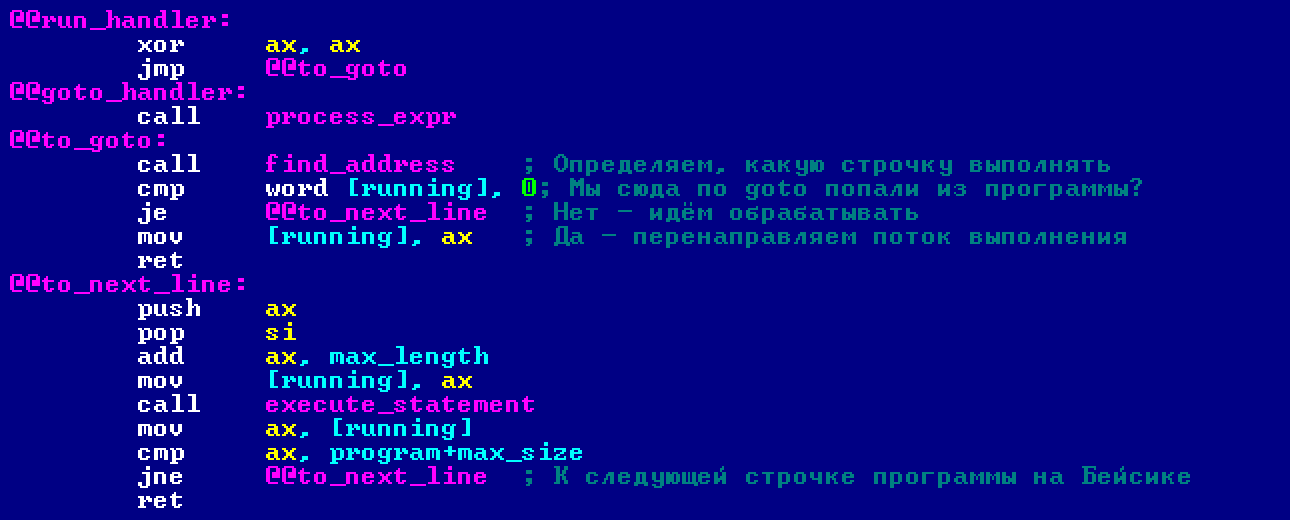 @@run_handler:
xor ax, ax
jmp @@to_goto
@@goto_handler:
call process_expr
@@to_goto:
call find_address ; Определяем, какую строчку выполнять
cmp word [running], 0; Мы сюда по goto попали из программы?
je @@to_next_line ; Нет — идём обрабатывать
mov [running], ax ; Да — перенаправляем поток выполнения
ret
@@to_next_line:
push ax
pop si
add ax, max_length
mov [running], ax
call execute_statement
mov ax, [running]
cmp ax, program+max_size
jne @@to_next_line ; К следующей строчке программы на Бейсике
ret